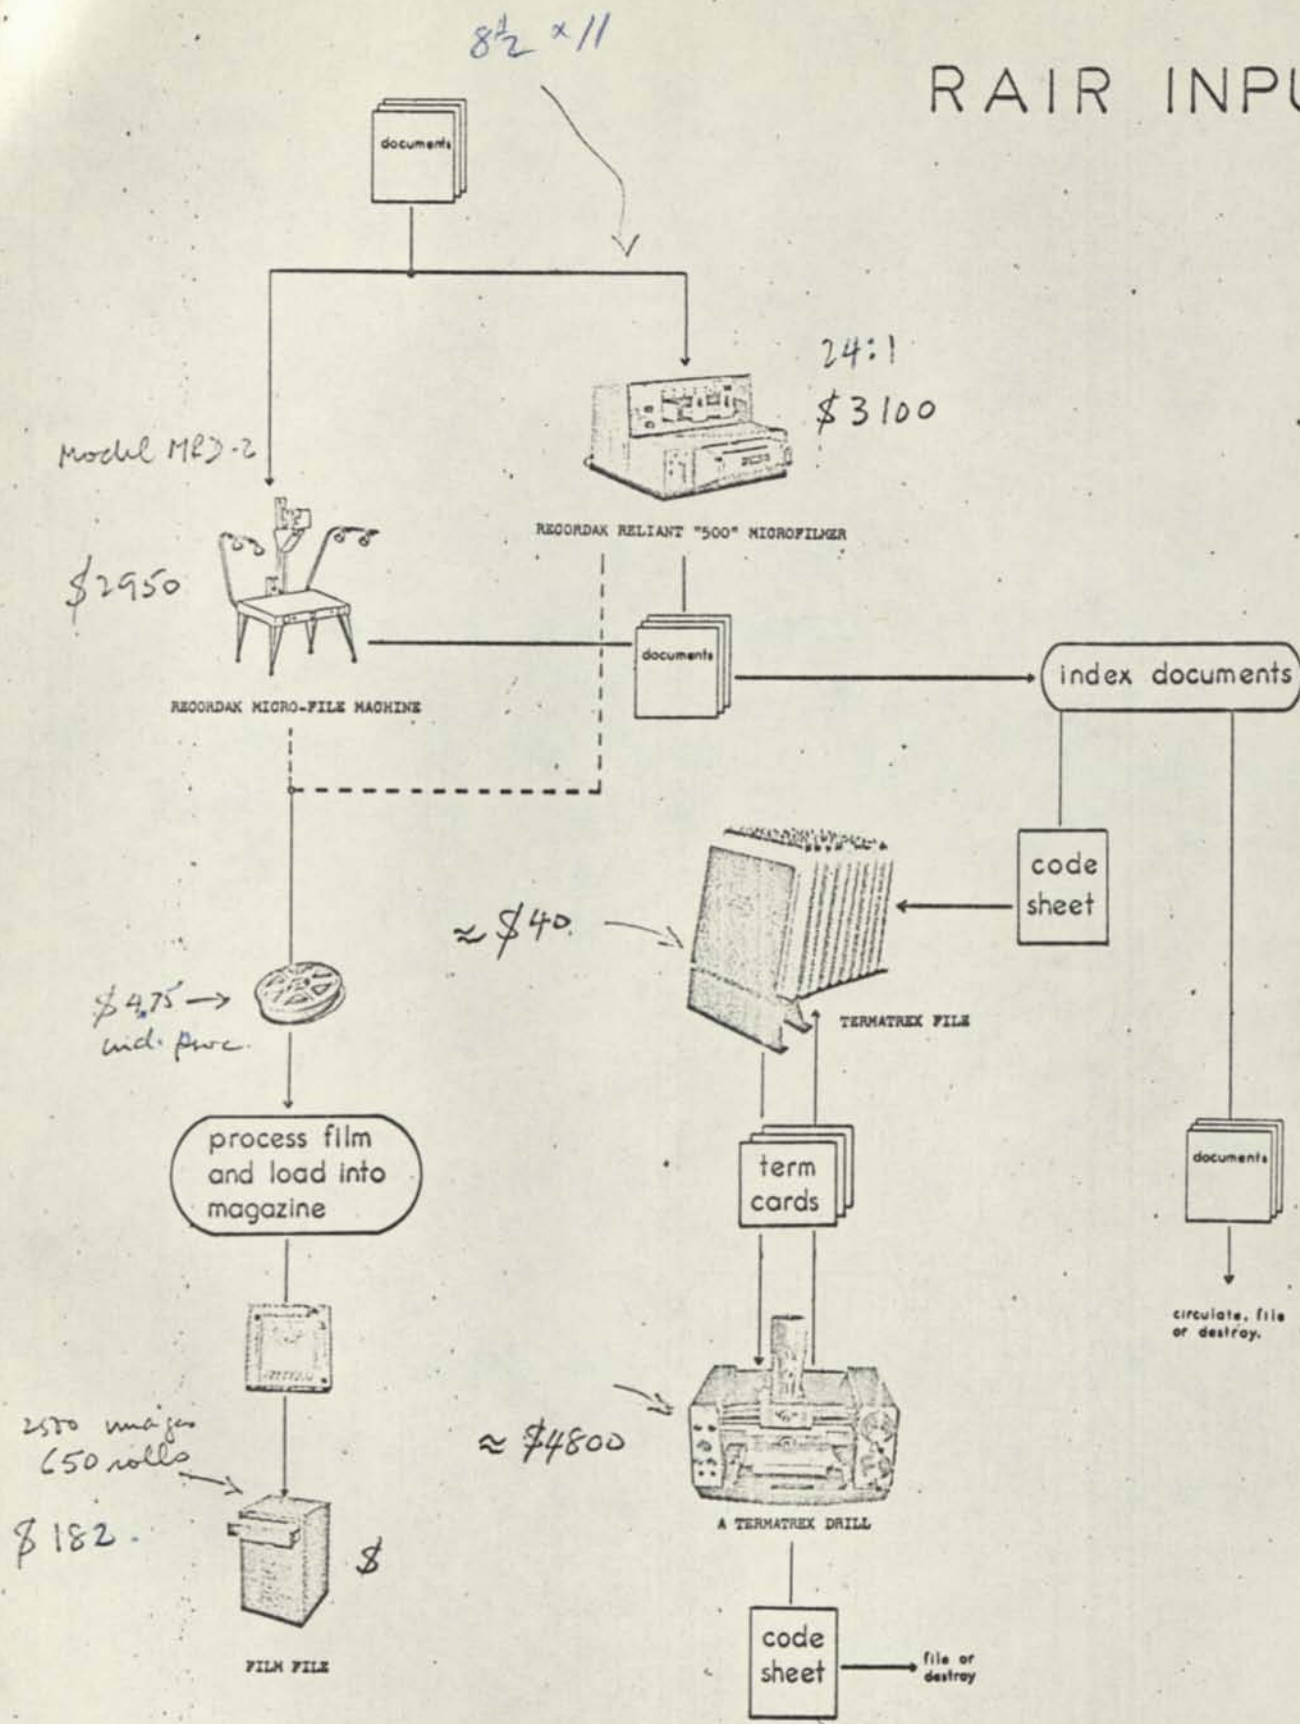 8½ x 11
RAIR INPU
documents
24:1
$3100
Model MRD-2
RECORDAK RELIANT "500" MICROFILMER
$2950
documents
index documents
RECORDAK MICRO-FILE MACHINE
code
sheet
≈ $40.
$4.75 →
incl. proc.
TERMATREX FILE
process film
and load into
magazine
term
cards
documents
circulate, file
or destroy.
images
650 rolls
≈ $4800
$182.
$
A TERMATREX DRILL
code
sheet
file or
destroy
FILM FILE